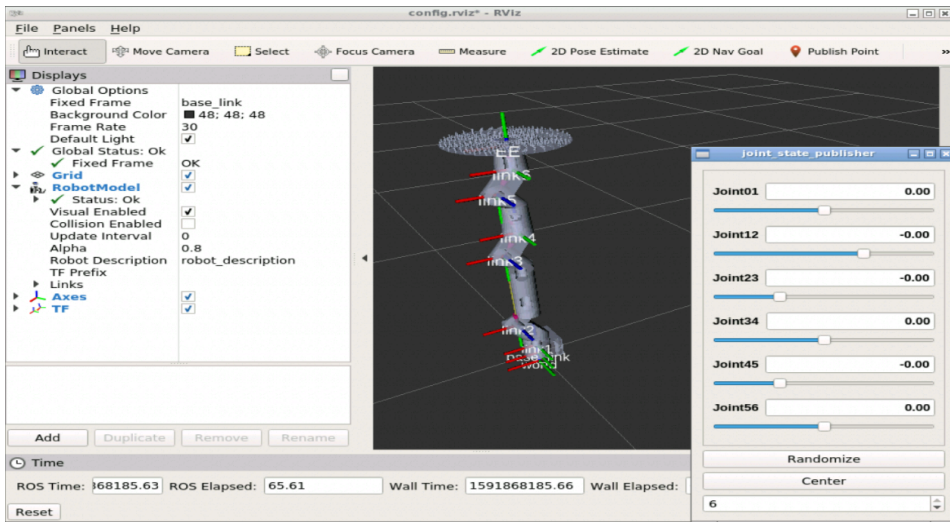 config.rviz* - RViz
File Panels Help
Interact Move Camera Select Focus Camera Measure 2D Pose Estimate 2D Nav Goal Publish Point »
Displays
Global Options
Fixed Frame base_link
Background Color 48; 48; 48
Frame Rate 30
Default Light
Global Status: Ok
Fixed Frame OK
Grid
RobotModel
Status: Ok
Visual Enabled
Collision Enabled
Update Interval 0
Alpha 0.8
Robot Description robot_description
TF Prefix
Links
Axes
TF
Add Duplicate Remove Rename
EE
link6
link5
link4
link3
link2
link1
base_link
world
joint_state_publisher
Joint01 0.00
Joint12 -0.00
Joint23 -0.00
Joint34 0.00
Joint45 -0.00
Joint56 0.00
Randomize
Center
6
Time
ROS Time: 368185.63 ROS Elapsed: 65.61 Wall Time: 1591868185.66 Wall Elapsed:
Reset